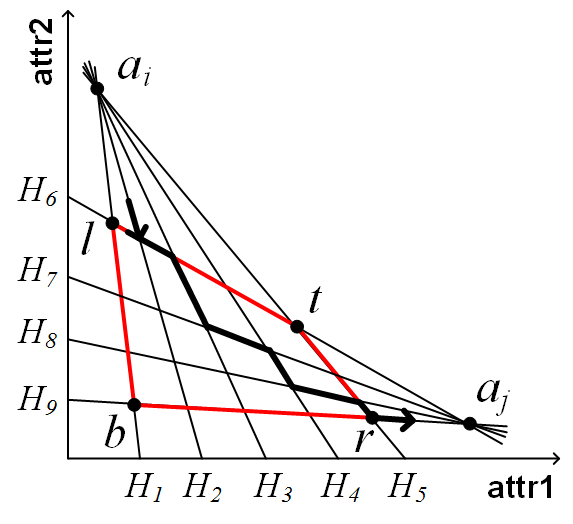 attr2
a_i
H_6
l
H_7
t
H_8
a_j
H_9
b
r
H_1 H_2 H_3 H_4 H_5
attr1